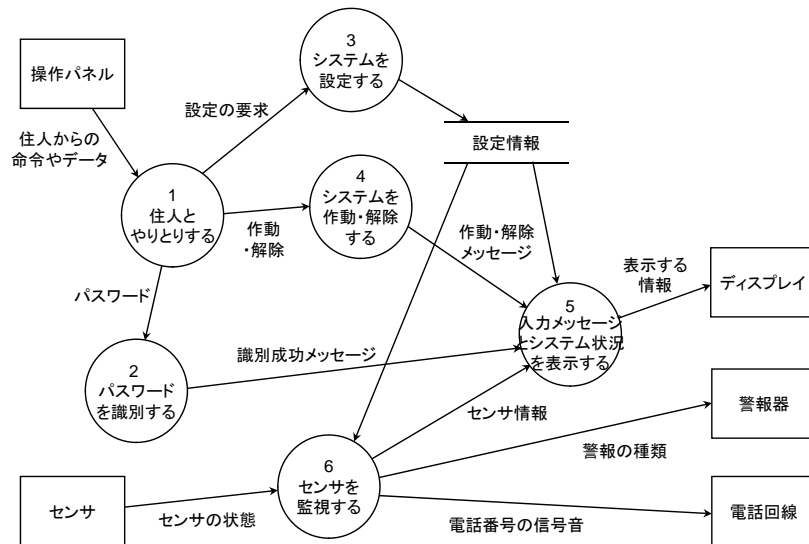 操作パネル
住人からの
命令やデータ
設定の要求
3
システムを
設定する
設定情報
1
住人と
やりとりする
作動
・解除
4
システムを
作動・解除
する
作動・解除
メッセージ
表示する
情報
ディスプレイ
パスワード
2
パスワード
を識別する
識別成功メッセージ
5
入力メッセージ
とシステム状況
を表示する
センサ情報
警報器
警報の種類
6
センサを
監視する
センサ
センサの状態
電話番号の信号音
電話回線